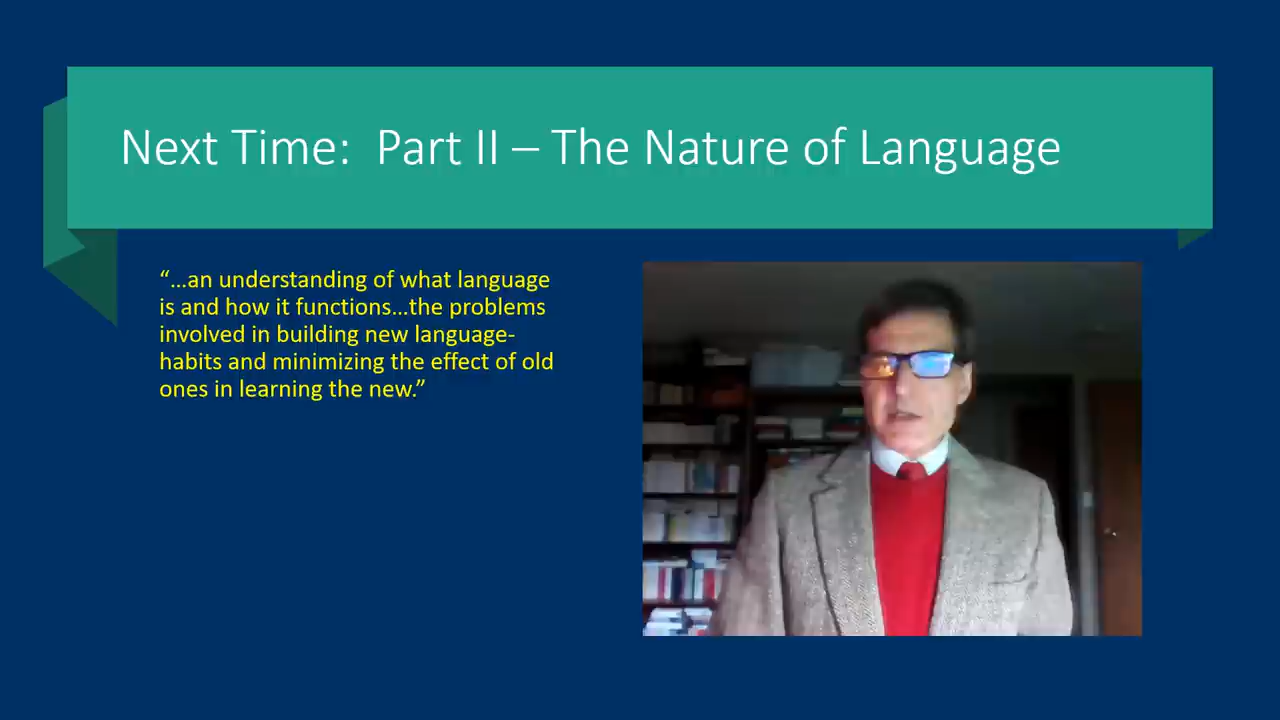 Next Time:  Part II – The Nature of Language
“…an understanding of what language
is and how it functions…the problems
involved in building new language-
habits and minimizing the effect of old
ones in learning the new.”